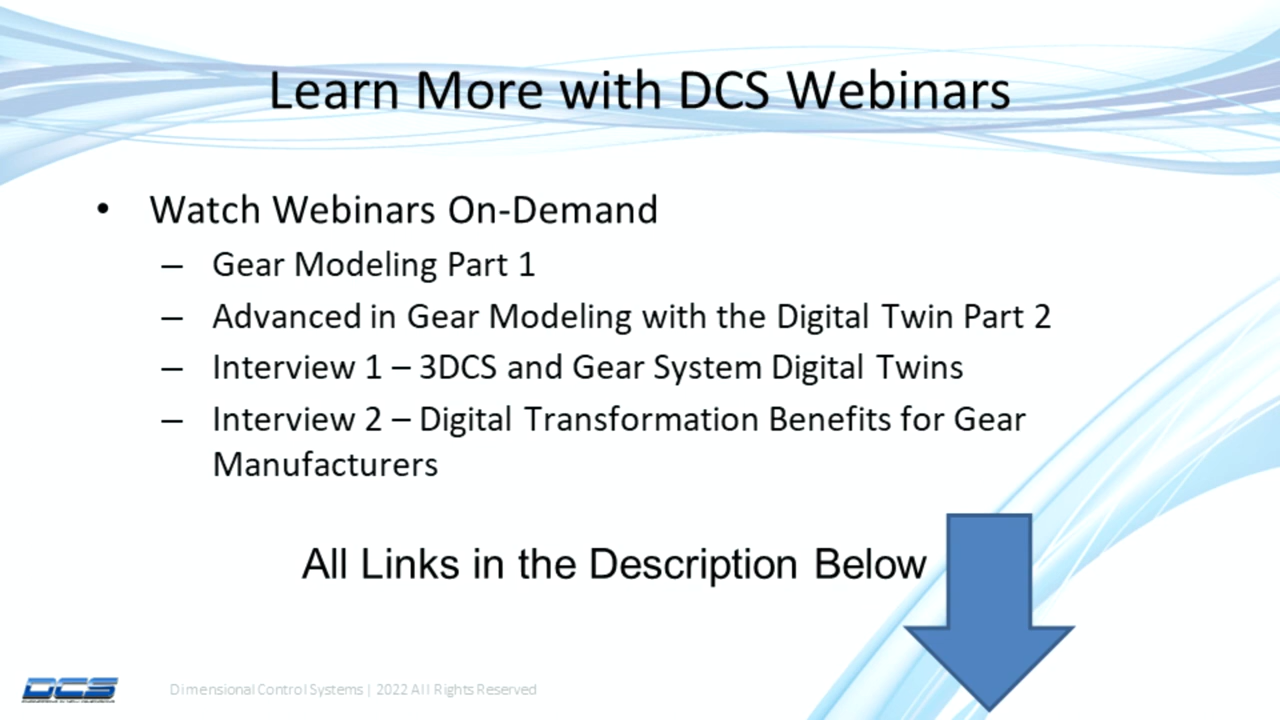 Learn More with DCS Webinars
• Watch Webinars On-Demand
– Gear Modeling Part 1
– Advanced in Gear Modeling with the Digital Twin Part 2
– Interview 1 – 3DCS and Gear System Digital Twins
– Interview 2 – Digital Transformation Benefits for Gear
Manufacturers
All Links in the Description Below
DCS
Dimensional Control Systems | 2022 All Rights Reserved